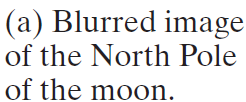 (a) Blurred image
of the North Pole
of the moon.